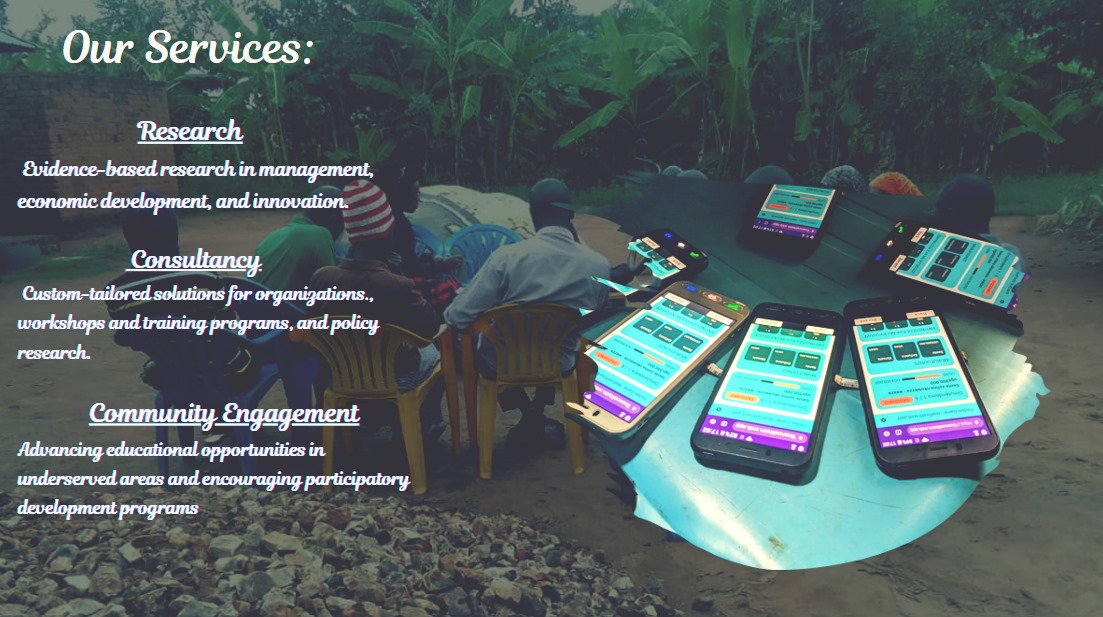 Our Services:
Research
Evidence-based research in management,
economic development, and innovation.
Consultancy
Custom-tailored solutions for organizations.,
workshops and training programs, and policy
research.
Community Engagement
Advancing educational opportunities in
underserved areas and encouraging participatory
development programs